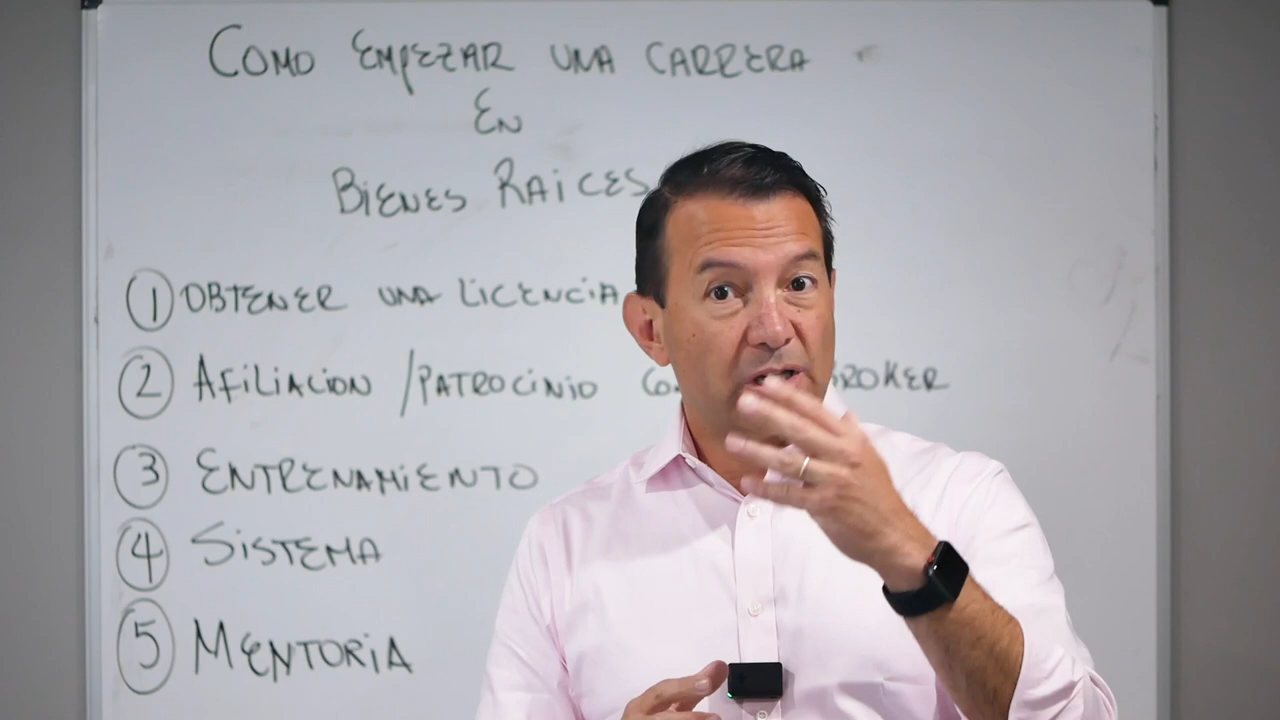 COMO EMPEZAR UNA CARRERA
EN
BIENES RAICES
1 OBTENER UNA LICENCIA
2 AFILIACION / PATROCINIO BROKER
3 ENTRENAMIENTO
4 SISTEMA
5 MENTORIA